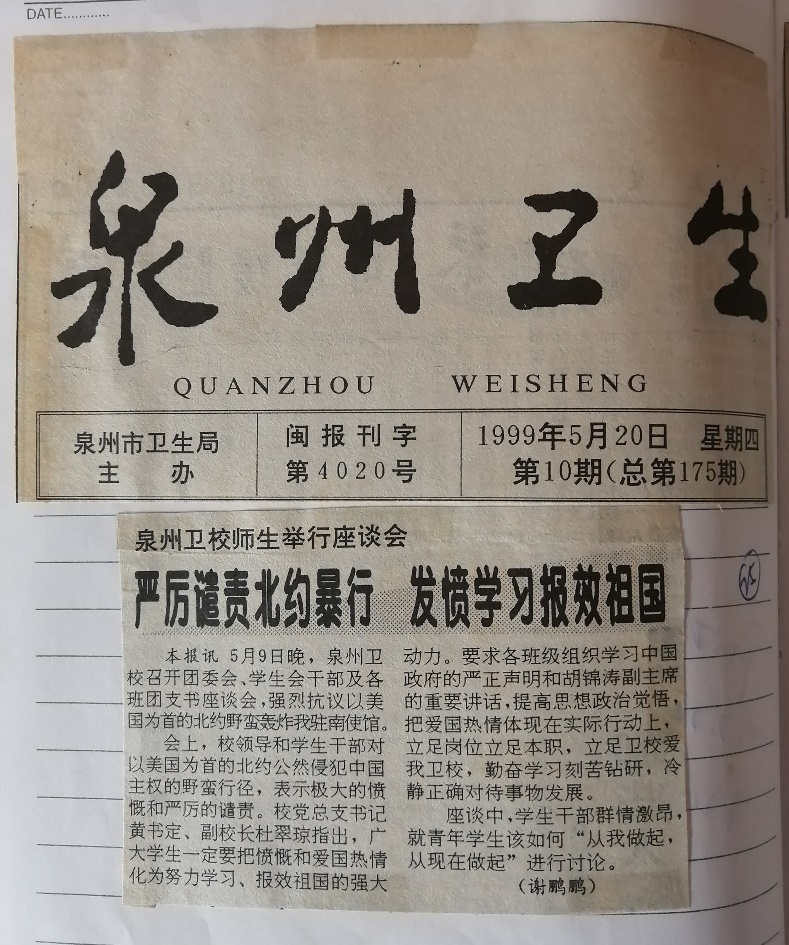 DATE............
泉州卫生
QUANZHOU WEISHENG
泉州市卫生局
主 办
闽报刊字
第4020号
1999年5月20日 星期四
第10期(总第175期)
泉州卫校师生举行座谈会
严厉谴责北约暴行 发愤学习报效祖国
本报讯 5月9日晚，泉州卫
校召开团委会、学生会干部及各
班团支书座谈会，强烈抗议以美
国为首的北约野蛮轰炸我驻南使馆。
会上，校领导和学生干部对
以美国为首的北约公然侵犯中国
主权的野蛮行径，表示极大的愤
慨和严厉的谴责。校党总支书记
黄书定、副校长杜翠琼指出，广
大学生一定要把愤慨和爱国热情
化为努力学习、报效祖国的强大
动力。要求各班级组织学习中国
政府的严正声明和胡锦涛副主席
的重要讲话，提高思想政治觉悟，
把爱国热情体现在实际行动上，
立足岗位立足本职，立足卫校爱
我卫校，勤奋学习刻苦钻研，冷
静正确对待事物发展。
座谈中，学生干部群情激昂，
就青年学生该如何“从我做起，
从现在做起”进行讨论。
（谢鹏鹏）